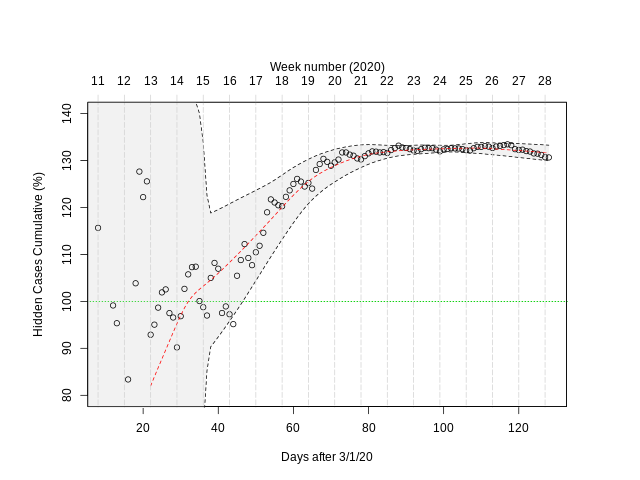 Week number (2020)
11 12 13 14 15 16 17 18 19 20 21 22 23 24 25 26 27 28
Hidden Cases Cumulative (%)
140
130
120
110
100
90
80
20 40 60 80 100 120
Days after 3/1/20